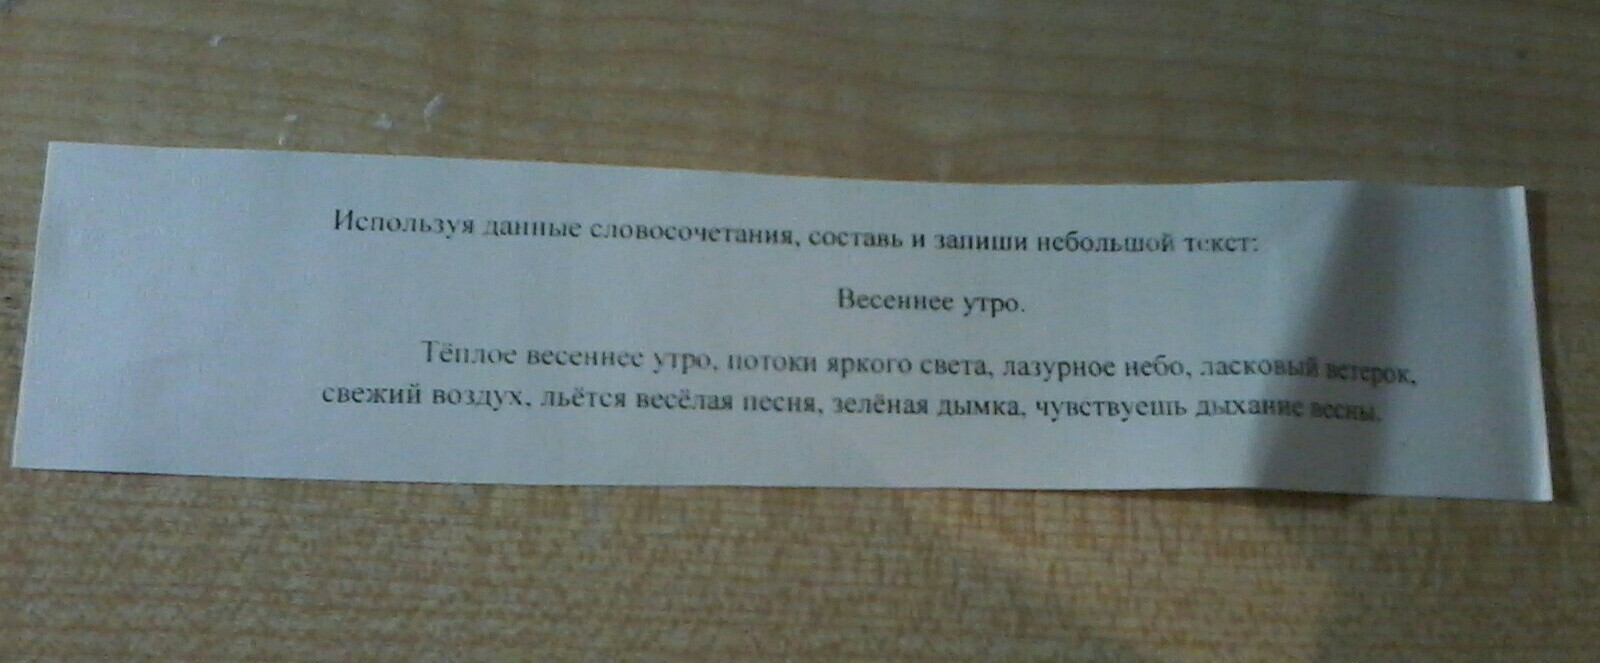 Используя данные словосочетания, составь и запиши небольшой текст:
Весеннее утро.
Тёплое весеннее утро, потоки яркого света, лазурное небо, ласковый ветерок,
свежий воздух, льётся весёлая песня, зелёная дымка, чувствуешь дыхание весны.